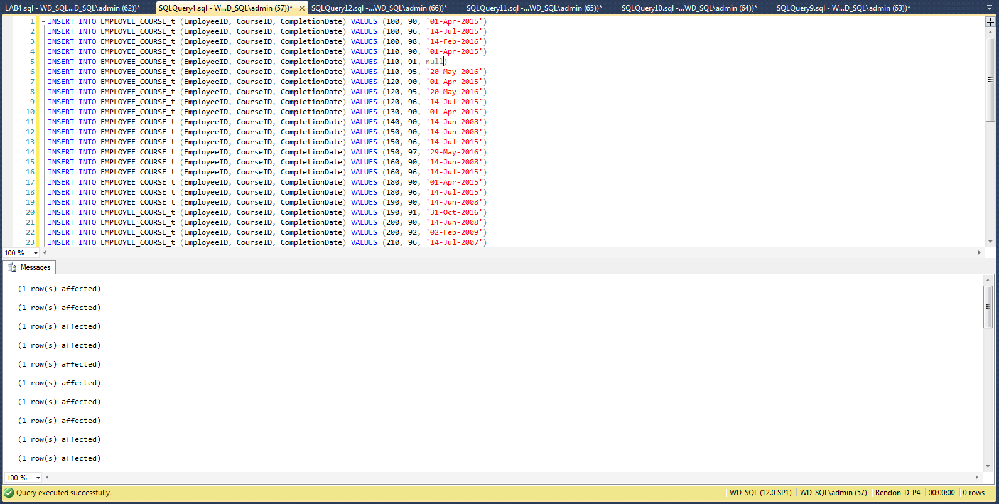 LAB4.sql - WD_SQL...D_SQL\admin (62))* SQLQuery4.sql - W...D_SQL\admin (57))* SQLQuery12.sql -...WD_SQL\admin (66))* SQLQuery11.sql -...WD_SQL\admin (65))* SQLQuery10.sql -...WD_SQL\admin (64))* SQLQuery9.sql - W...D_SQL\admin (63))*
1 INSERT INTO EMPLOYEE_COURSE_t (EmployeeID, CourseID, CompletionDate) VALUES (100, 90, '01-Apr-2015')
2 INSERT INTO EMPLOYEE_COURSE_t (EmployeeID, CourseID, CompletionDate) VALUES (100, 96, '14-Jul-2015')
3 INSERT INTO EMPLOYEE_COURSE_t (EmployeeID, CourseID, CompletionDate) VALUES (100, 98, '14-Feb-2016')
4 INSERT INTO EMPLOYEE_COURSE_t (EmployeeID, CourseID, CompletionDate) VALUES (110, 90, '01-Apr-2015')
5 INSERT INTO EMPLOYEE_COURSE_t (EmployeeID, CourseID, CompletionDate) VALUES (110, 91, null)
6 INSERT INTO EMPLOYEE_COURSE_t (EmployeeID, CourseID, CompletionDate) VALUES (110, 95, '20-May-2016')
7 INSERT INTO EMPLOYEE_COURSE_t (EmployeeID, CourseID, CompletionDate) VALUES (120, 90, '01-Apr-2015')
8 INSERT INTO EMPLOYEE_COURSE_t (EmployeeID, CourseID, CompletionDate) VALUES (120, 95, '20-May-2016')
9 INSERT INTO EMPLOYEE_COURSE_t (EmployeeID, CourseID, CompletionDate) VALUES (120, 96, '14-Jul-2015')
10 INSERT INTO EMPLOYEE_COURSE_t (EmployeeID, CourseID, CompletionDate) VALUES (130, 90, '01-Apr-2015')
11 INSERT INTO EMPLOYEE_COURSE_t (EmployeeID, CourseID, CompletionDate) VALUES (140, 90, '14-Jun-2008')
12 INSERT INTO EMPLOYEE_COURSE_t (EmployeeID, CourseID, CompletionDate) VALUES (150, 90, '14-Jun-2008')
13 INSERT INTO EMPLOYEE_COURSE_t (EmployeeID, CourseID, CompletionDate) VALUES (150, 96, '14-Jul-2015')
14 INSERT INTO EMPLOYEE_COURSE_t (EmployeeID, CourseID, CompletionDate) VALUES (150, 97, '29-May-2016')
15 INSERT INTO EMPLOYEE_COURSE_t (EmployeeID, CourseID, CompletionDate) VALUES (160, 90, '14-Jun-2008')
16 INSERT INTO EMPLOYEE_COURSE_t (EmployeeID, CourseID, CompletionDate) VALUES (160, 96, '14-Jul-2015')
17 INSERT INTO EMPLOYEE_COURSE_t (EmployeeID, CourseID, CompletionDate) VALUES (180, 90, '01-Apr-2015')
18 INSERT INTO EMPLOYEE_COURSE_t (EmployeeID, CourseID, CompletionDate) VALUES (180, 96, '14-Jul-2015')
19 INSERT INTO EMPLOYEE_COURSE_t (EmployeeID, CourseID, CompletionDate) VALUES (190, 90, '14-Jun-2008')
20 INSERT INTO EMPLOYEE_COURSE_t (EmployeeID, CourseID, CompletionDate) VALUES (190, 91, '31-Oct-2016')
21 INSERT INTO EMPLOYEE_COURSE_t (EmployeeID, CourseID, CompletionDate) VALUES (200, 90, '14-Jun-2008')
22 INSERT INTO EMPLOYEE_COURSE_t (EmployeeID, CourseID, CompletionDate) VALUES (200, 92, '02-Feb-2009')
23 INSERT INTO EMPLOYEE_COURSE_t (EmployeeID, CourseID, CompletionDate) VALUES (210, 96, '14-Jul-2007')
100 %
Messages
(1 row(s) affected)
(1 row(s) affected)
(1 row(s) affected)
(1 row(s) affected)
(1 row(s) affected)
(1 row(s) affected)
(1 row(s) affected)
(1 row(s) affected)
(1 row(s) affected)
(1 row(s) affected)
100 %
Query executed successfully. WD_SQL (12.0 SP1) WD_SQL\admin (57) Rendon-D-P4 00:00:00 0 rows